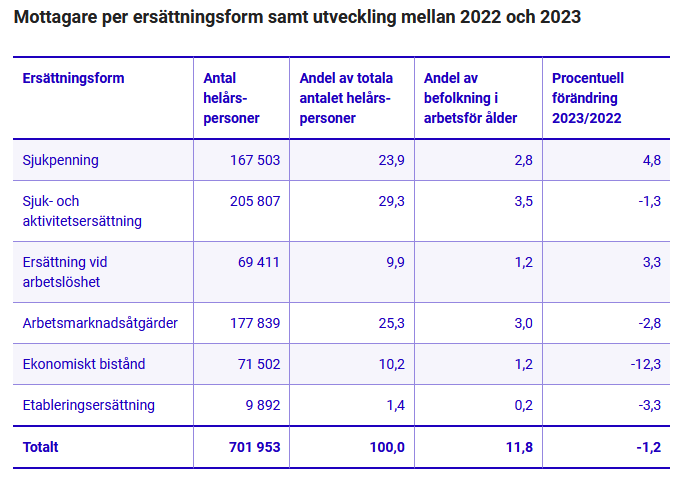 Mottagare per ersättningsform samt utveckling mellan 2022 och 2023
Ersättningsform Antal helårs-personer Andel av totala antalet helårs-personer Andel av befolkning i arbetsför ålder Procentuell förändring 2023/2022
Sjukpenning 167 503 23,9 2,8 4,8
Sjuk- och aktivitetsersättning 205 807 29,3 3,5 -1,3
Ersättning vid arbetslöshet 69 411 9,9 1,2 3,3
Arbetsmarknadsåtgärder 177 839 25,3 3,0 -2,8
Ekonomiskt bistånd 71 502 10,2 1,2 -12,3
Etableringsersättning 9 892 1,4 0,2 -3,3
Totalt 701 953 100,0 11,8 -1,2